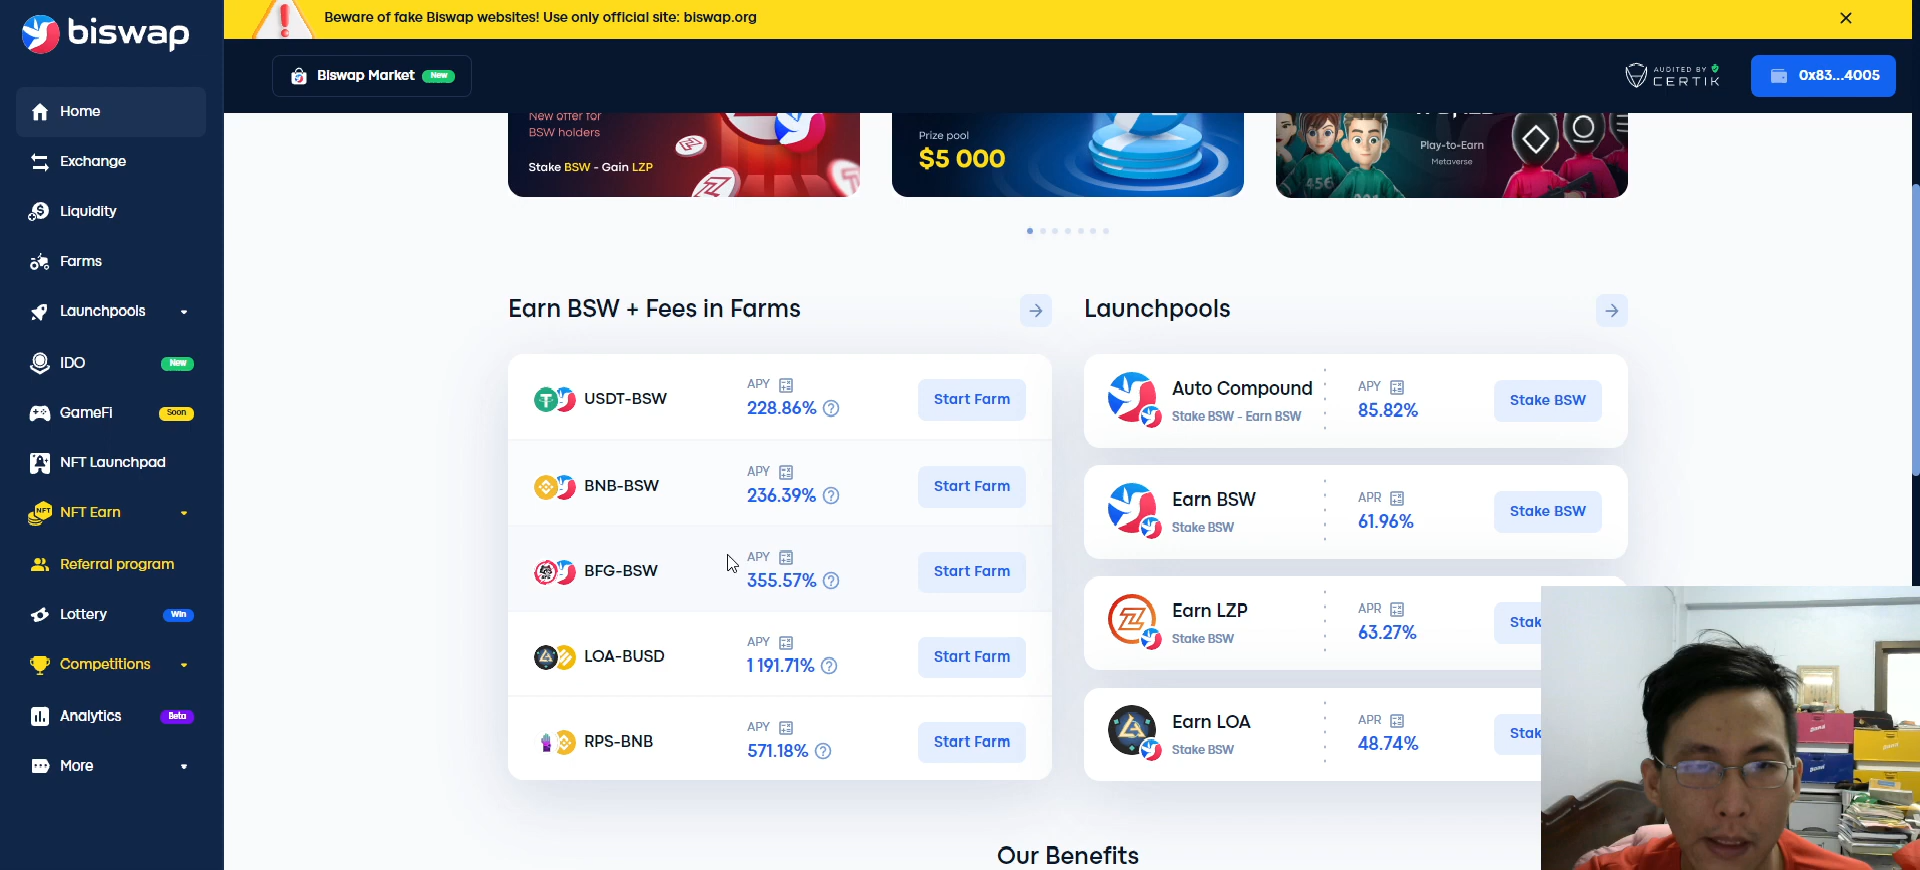 Beware of fake Biswap websites! Use only official site: biswap.org
biswap
Biswap Market New
AUDITED BY
CERTIK
0x83...4005
Home
Exchange
Liquidity
Farms
Launchpools
IDO New
GameFi Soon
NFT Launchpad
NFT
NFT Earn
Referral program
Lottery Win
Competitions
Analytics Beta
More
New offer for
BSW holders
Stake BSW - Gain LZP
Prize pool
$5 000
Play-to-Earn
Metaverse
456
Earn BSW + Fees in Farms
USDT-BSW
APY
228.86%
Start Farm
BNB-BSW
APY
236.39%
Start Farm
BFG-BSW
APY
355.57%
Start Farm
LOA-BUSD
APY
1 191.71%
Start Farm
RPS-BNB
APY
571.18%
Start Farm
Launchpools
Auto Compound
Stake BSW - Earn BSW
APY
85.82%
Stake BSW
Earn BSW
Stake BSW
APR
61.96%
Stake BSW
Earn LZP
Stake BSW
APR
63.27%
Earn LOA
Stake BSW
APR
48.74%
Our Benefits